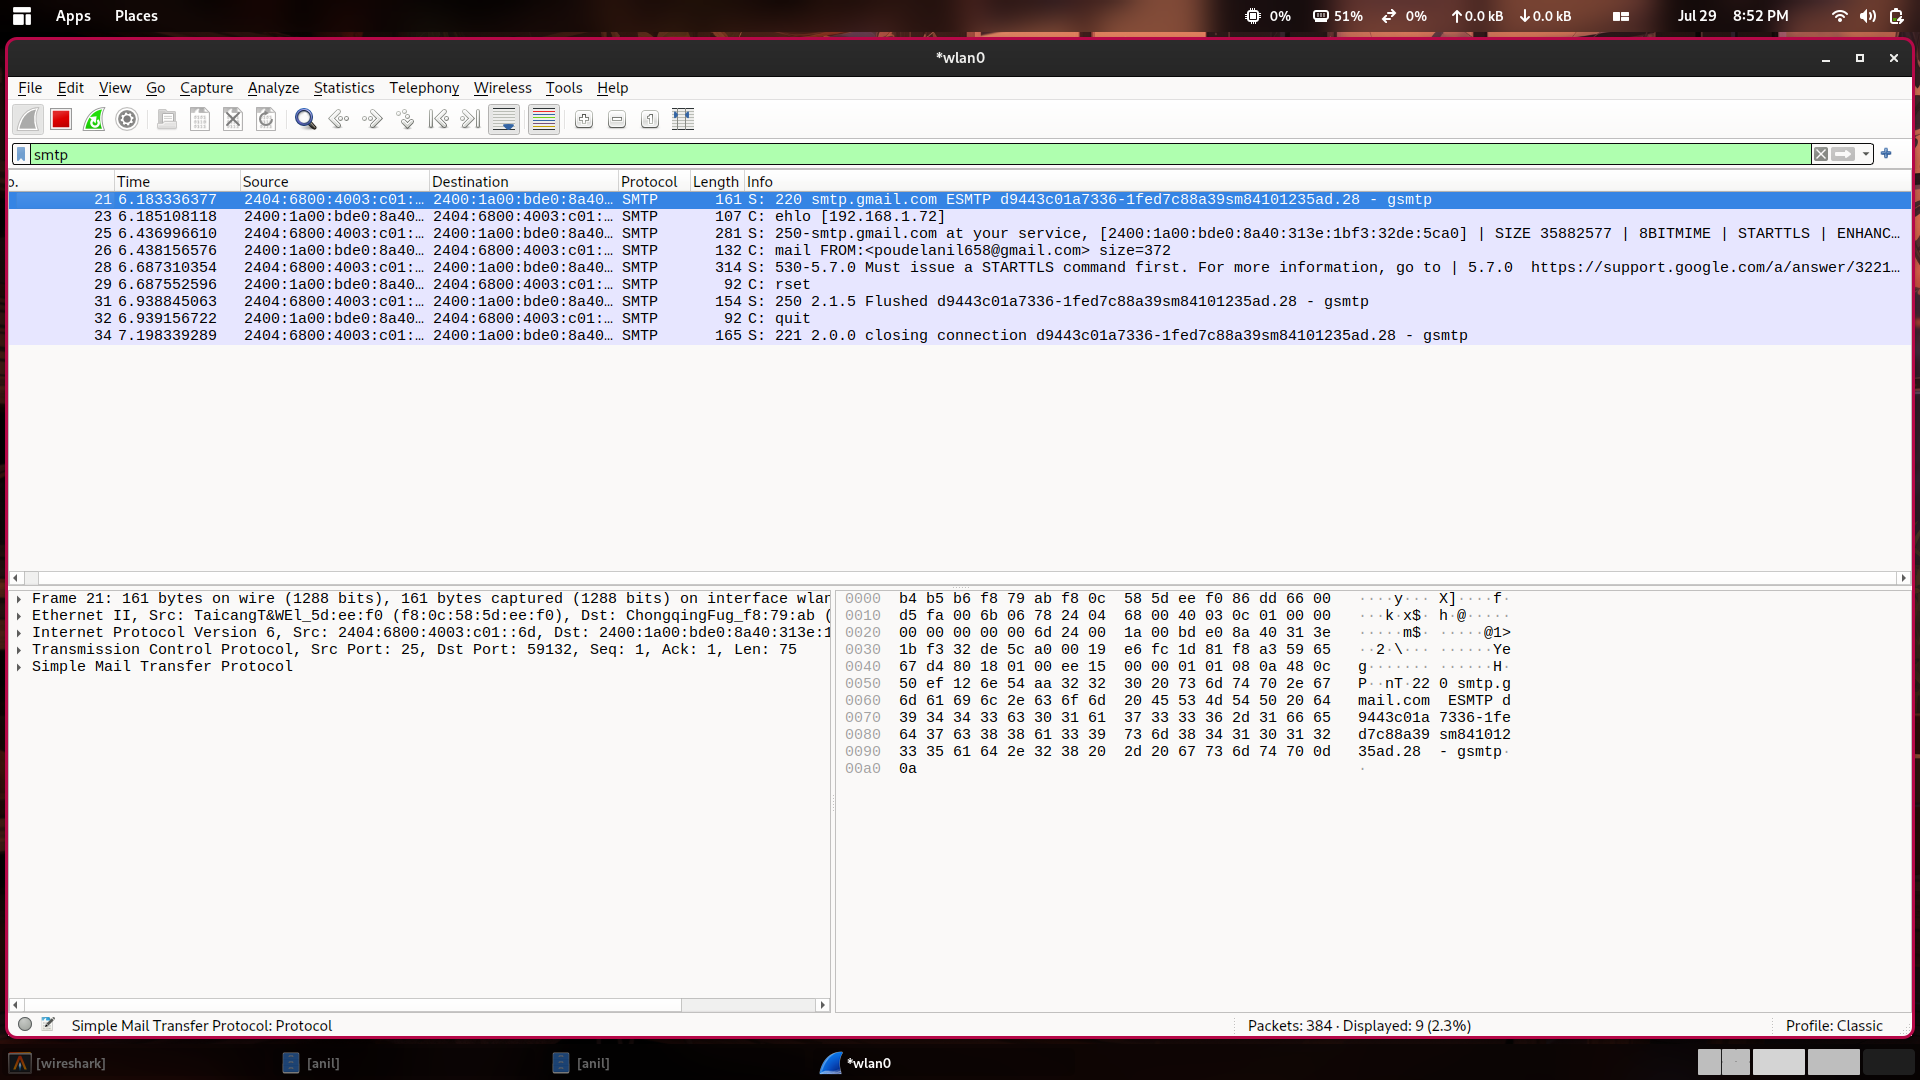 Apps Places 0% 51% 0% ↑0.0 kB ↓0.0 kB Jul 29 8:52 PM
*wlan0
File Edit View Go Capture Analyze Statistics Telephony Wireless Tools Help
smtp
o. Time Source Destination Protocol Length Info
21 6.183336377 2404:6800:4003:c01:… 2400:1a00:bde0:8a40… SMTP 161 S: 220 smtp.gmail.com ESMTP d9443c01a7336-1fed7c88a39sm84101235ad.28 - gsmtp
23 6.185108118 2400:1a00:bde0:8a40… 2404:6800:4003:c01:… SMTP 107 C: ehlo [192.168.1.72]
25 6.436996610 2404:6800:4003:c01:… 2400:1a00:bde0:8a40… SMTP 281 S: 250-smtp.gmail.com at your service, [2400:1a00:bde0:8a40:313e:1bf3:32de:5ca0] | SIZE 35882577 | 8BITMIME | STARTTLS | ENHANC…
26 6.438156576 2400:1a00:bde0:8a40… 2404:6800:4003:c01:… SMTP 132 C: mail FROM:<poudelanil658@gmail.com> size=372
28 6.687310354 2404:6800:4003:c01:… 2400:1a00:bde0:8a40… SMTP 314 S: 530-5.7.0 Must issue a STARTTLS command first. For more information, go to | 5.7.0  https://support.google.com/a/answer/3221…
29 6.687552596 2400:1a00:bde0:8a40… 2404:6800:4003:c01:… SMTP 92 C: rset
31 6.938845063 2404:6800:4003:c01:… 2400:1a00:bde0:8a40… SMTP 154 S: 250 2.1.5 Flushed d9443c01a7336-1fed7c88a39sm84101235ad.28 - gsmtp
32 6.939156722 2400:1a00:bde0:8a40… 2404:6800:4003:c01:… SMTP 92 C: quit
34 7.198339289 2404:6800:4003:c01:… 2400:1a00:bde0:8a40… SMTP 165 S: 221 2.0.0 closing connection d9443c01a7336-1fed7c88a39sm84101235ad.28 - gsmtp
Frame 21: 161 bytes on wire (1288 bits), 161 bytes captured (1288 bits) on interface wlan
Ethernet II, Src: TaicangT&WEl_5d:ee:f0 (f8:0c:58:5d:ee:f0), Dst: ChongqingFug_f8:79:ab (
Internet Protocol Version 6, Src: 2404:6800:4003:c01::6d, Dst: 2400:1a00:bde0:8a40:313e:1
Transmission Control Protocol, Src Port: 25, Dst Port: 59132, Seq: 1, Ack: 1, Len: 75
Simple Mail Transfer Protocol
0000 b4 b5 b6 f8 79 ab f8 0c 58 5d ee f0 86 dd 66 00 ····y··· X]····f·
0010 d5 fa 00 6b 06 78 24 04 68 00 40 03 0c 01 00 00 ···k·x$· h·@·····
0020 00 00 00 00 00 6d 24 00 1a 00 bd e0 8a 40 31 3e ·····m$· ·····@1>
0030 1b f3 32 de 5c a0 00 19 e6 fc 1d 81 f8 a3 59 65 ··2·\··· ······Ye
0040 67 d4 80 18 01 00 ee 15 00 00 01 01 08 0a 48 0c g······· ······H·
0050 50 ef 12 6e 54 aa 32 32 30 20 73 6d 74 70 2e 67 P··nT·22 0 smtp.g
0060 6d 61 69 6c 2e 63 6f 6d 20 45 53 4d 54 50 20 64 mail.com  ESMTP d
0070 39 34 34 33 63 30 31 61 37 33 33 36 2d 31 66 65 9443c01a 7336-1fe
0080 64 37 63 38 38 61 33 39 73 6d 38 34 31 30 31 32 d7c88a39 sm841012
0090 33 35 61 64 2e 32 38 20 2d 20 67 73 6d 74 70 0d 35ad.28  - gsmtp·
00a0 0a ·
Simple Mail Transfer Protocol: Protocol Packets: 384 · Displayed: 9 (2.3%) Profile: Classic
[wireshark] [anil] [anil] *wlan0